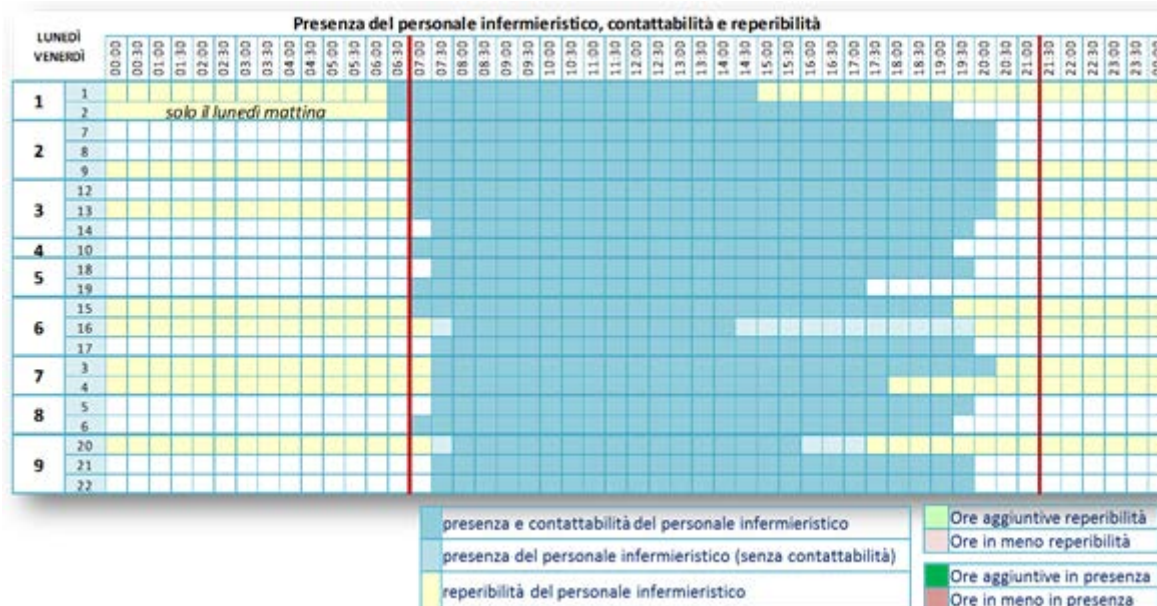 Presenza del personale infermieristico, contattabilità e reperibilità
LUNEDÌ
VENERDÌ
00:00 00:30 01:00 01:30 02:00 02:30 03:00 03:30 04:00 04:30 05:00 05:30 06:00 06:30 07:00 07:30 08:00 08:30 09:00 09:30 10:00 10:30 11:00 11:30 12:00 12:30 13:00 13:30 14:00 14:30 15:00 15:30 16:00 16:30 17:00 17:30 18:00 18:30 19:00 19:30 20:00 20:30 21:00 21:30 22:00 22:30 23:00 23:30
1 1
2 solo il lunedì mattina
2 7
8
9
3 12
13
14
4 10
5 18
19
6 15
16
17
7 3
4
8 5
6
9 20
21
22
presenza e contattabilità del personale infermieristico
presenza del personale infermieristico (senza contattabilità)
reperibilità del personale infermieristico
Ore aggiuntive reperibilità
Ore in meno reperibilità
Ore aggiuntive in presenza
Ore in meno in presenza